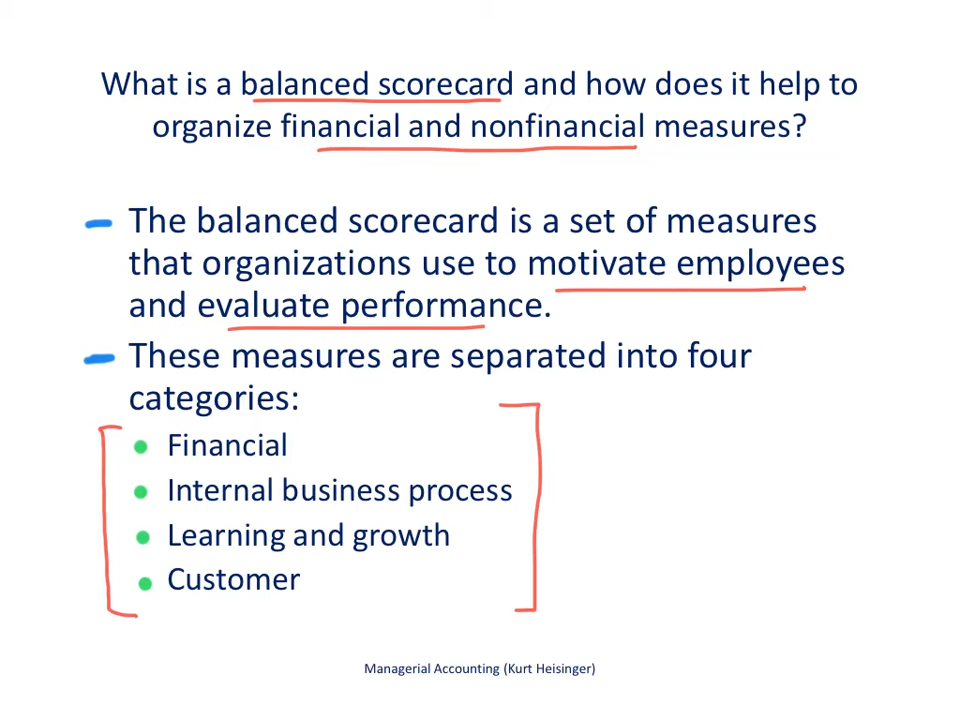 What is a balanced scorecard and how does it help to
organize financial and nonfinancial measures?
The balanced scorecard is a set of measures
that organizations use to motivate employees
and evaluate performance.
These measures are separated into four
categories:
Financial
Internal business process
Learning and growth
Customer
Managerial Accounting (Kurt Heisinger)